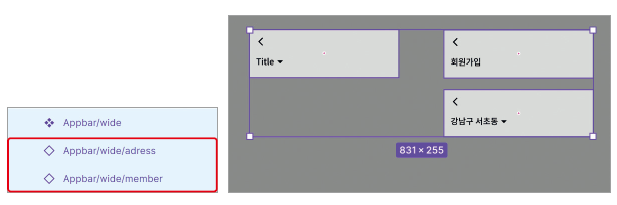 Appbar/wide
Appbar/wide/adress
Appbar/wide/member
Title
회원가입
강남구 서초동
831 × 255